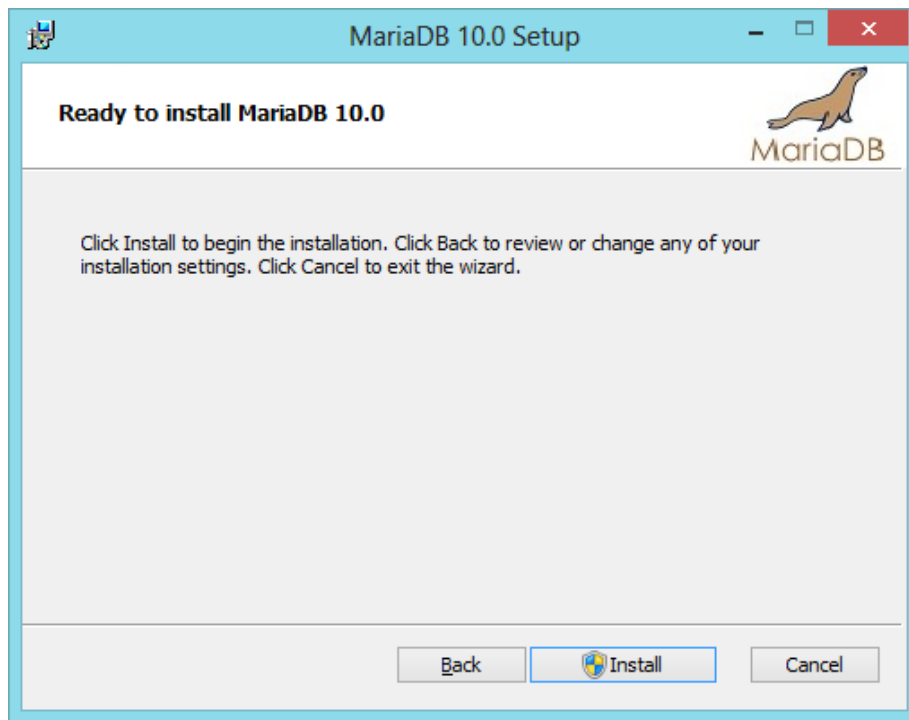 MariaDB 10.0 Setup
Ready to install MariaDB 10.0
MariaDB
Click Install to begin the installation. Click Back to review or change any of your
installation settings. Click Cancel to exit the wizard.
Back
Install
Cancel